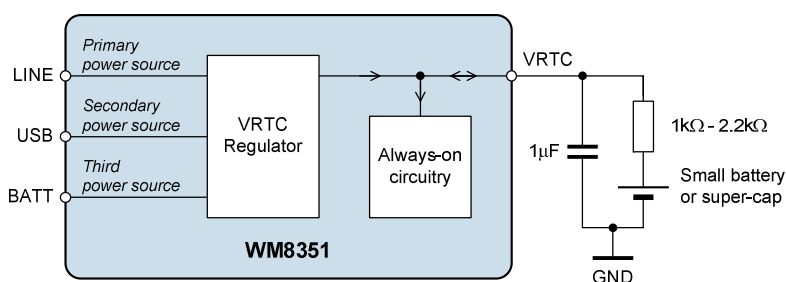 Primary
power source
LINE
Secondary
power source
USB
Third
power source
BATT
VRTC
Regulator
Always-on
circuitry
WM8351
VRTC
1μF
1kΩ - 2.2kΩ
Small battery
or super-cap
GND